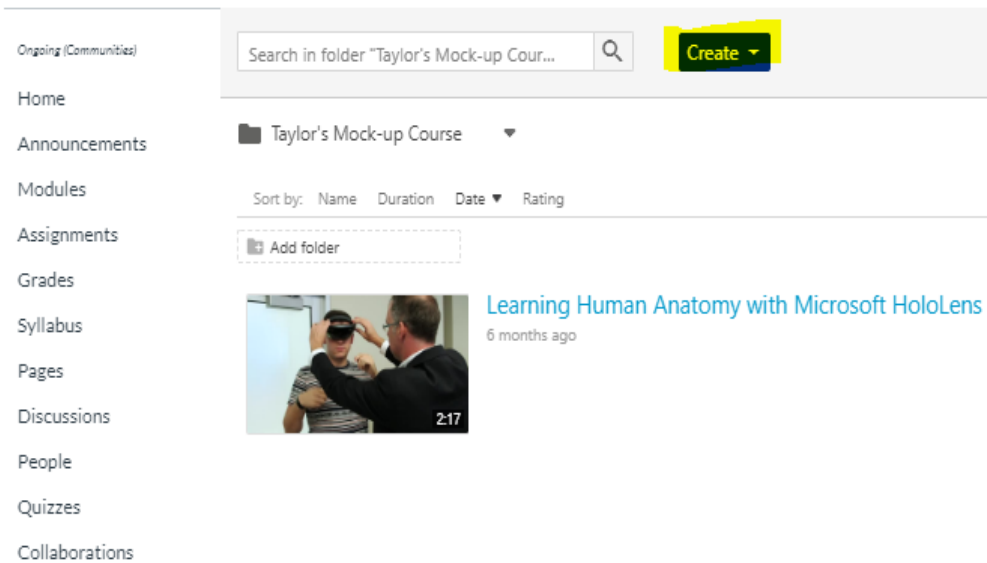 Ongoing (Communities)
Home
Announcements
Modules
Assignments
Grades
Syllabus
Pages
Discussions
People
Quizzes
Collaborations
Search in folder "Taylor's Mock-up Cour...
Create
Taylor's Mock-up Course
Sort by: Name Duration Date Rating
Add folder
2:17
Learning Human Anatomy with Microsoft HoloLens
6 months ago